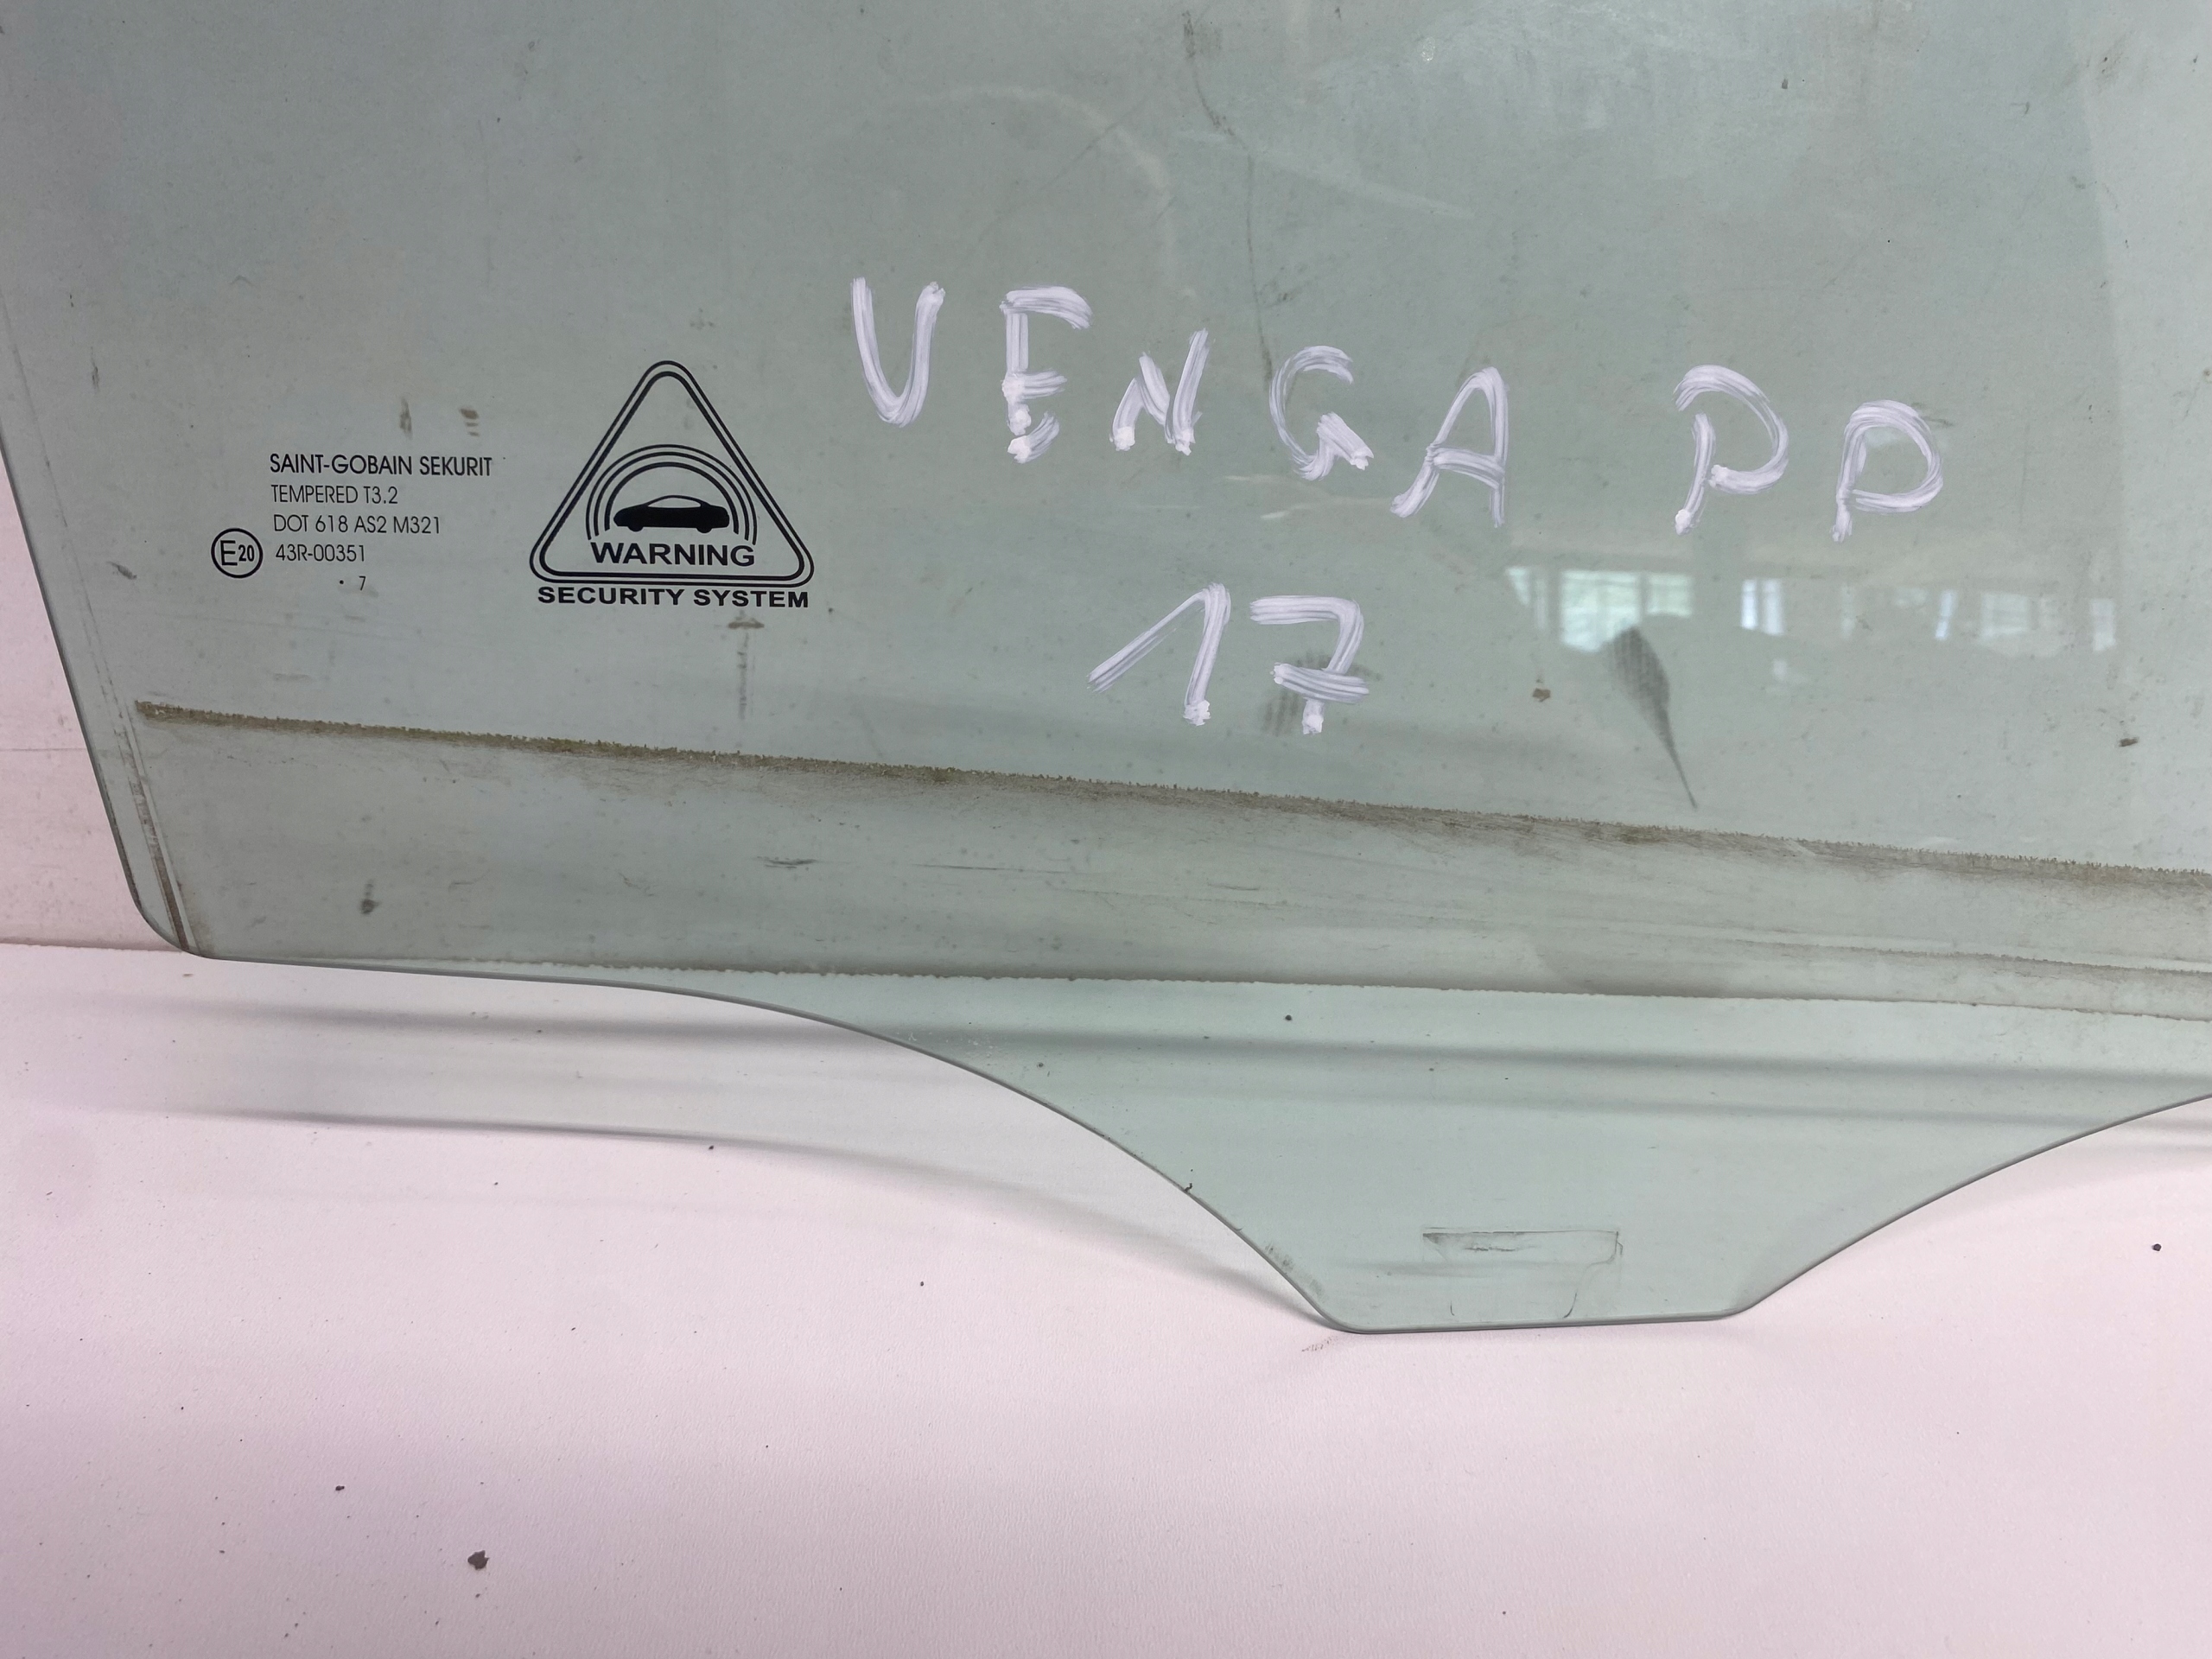 VENGA PP
17
SAINT-GOBAIN SEKURIT
TEMPERED T3.2
DOT 618 AS2 M321
E20 43R-00351
· 7
WARNING
SECURITY SYSTEM